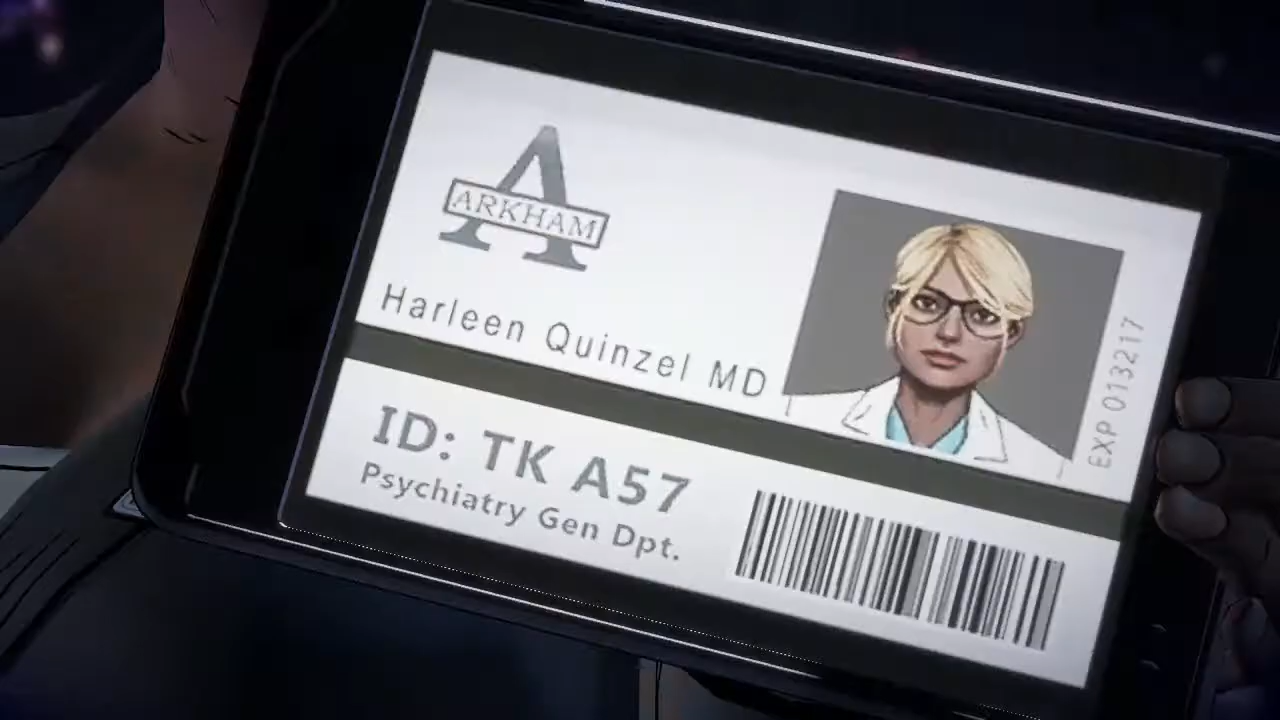 ARKHAM
Harleen Quinzel MD
EXP 013217
ID: TK A57
Psychiatry Gen Dpt.